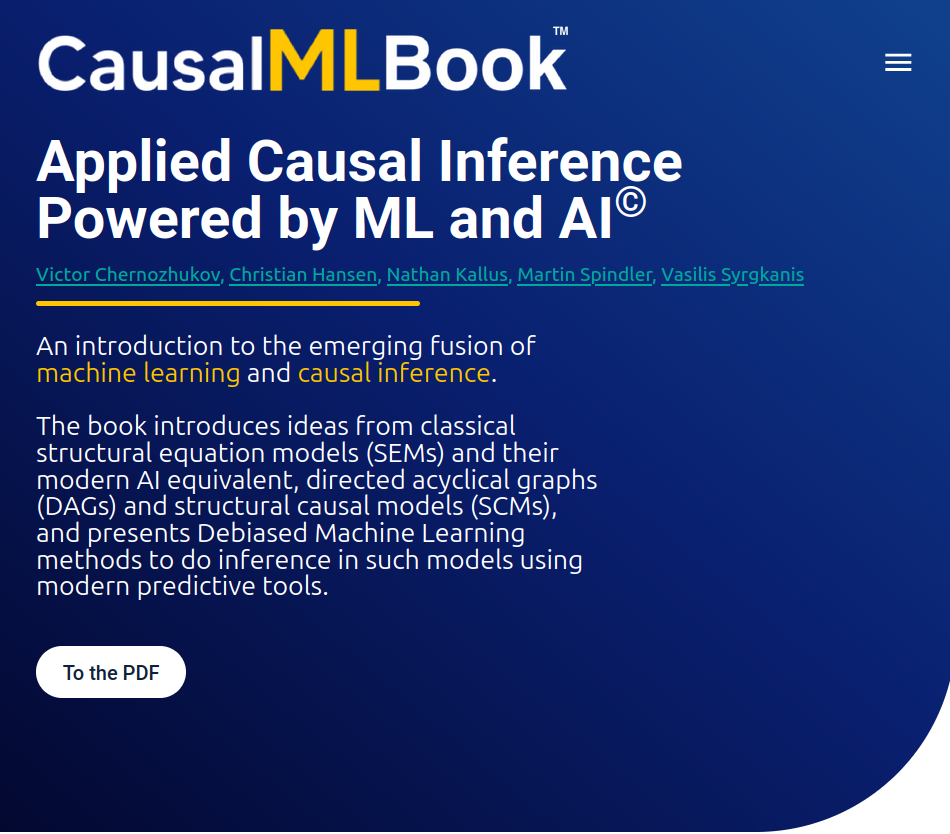 CausalMLBook™
Applied Causal Inference
Powered by ML and AI©
Victor Chernozhukov, Christian Hansen, Nathan Kallus, Martin Spindler, Vasilis Syrgkanis
An introduction to the emerging fusion of
machine learning and causal inference.
The book introduces ideas from classical
structural equation models (SEMs) and their
modern AI equivalent, directed acyclical graphs
(DAGs) and structural causal models (SCMs),
and presents Debiased Machine Learning
methods to do inference in such models using
modern predictive tools.
To the PDF